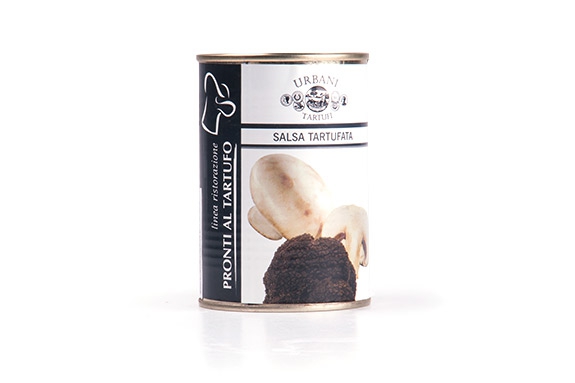 URBANI
TARTUFI
SALSA TARTUFATA
linea ristorazione
PRONTI AL TARTUFO